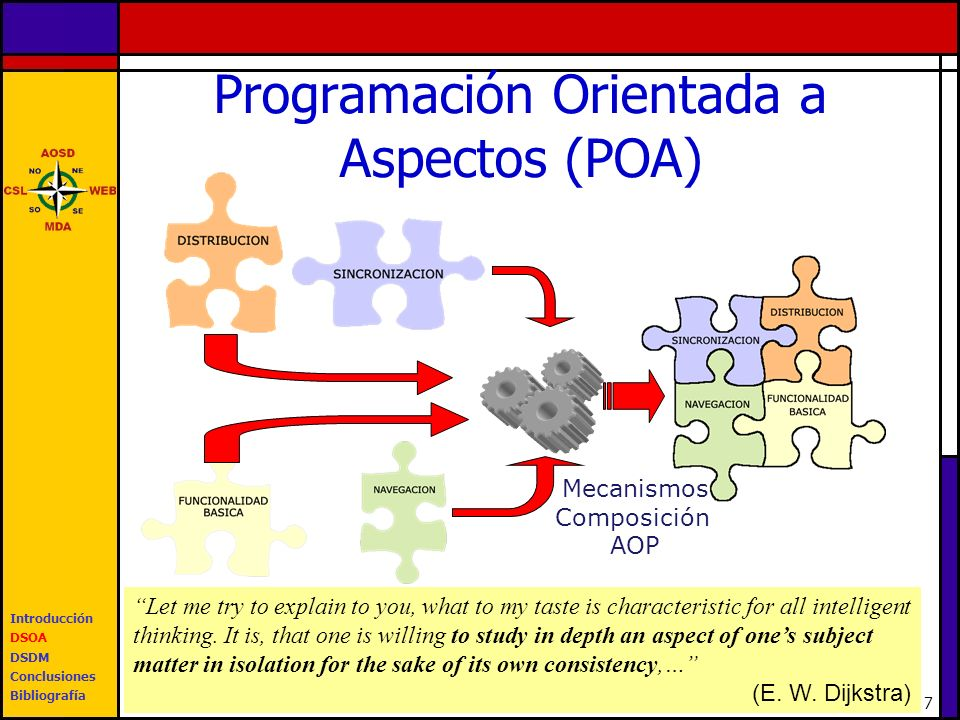 Programación Orientada a
Aspectos (POA)
AOSD
NO
NE
CSL
WEB
SO
SE
MDA
DISTRIBUCION
SINCRONIZACION
FUNCIONALIDAD
BASICA
NAVEGACION
SINCRONIZACION
DISTRIBUCION
NAVEGACION
FUNCIONALIDAD
BASICA
Mecanismos
Composición
AOP
Introducción
DSOA
DSDM
Conclusiones
Bibliografía
“Let me try to explain to you, what to my taste is characteristic for all intelligent
thinking. It is, that one is willing to study in depth an aspect of one’s subject
matter in isolation for the sake of its own consistency,…”
(E. W. Dijkstra)
7